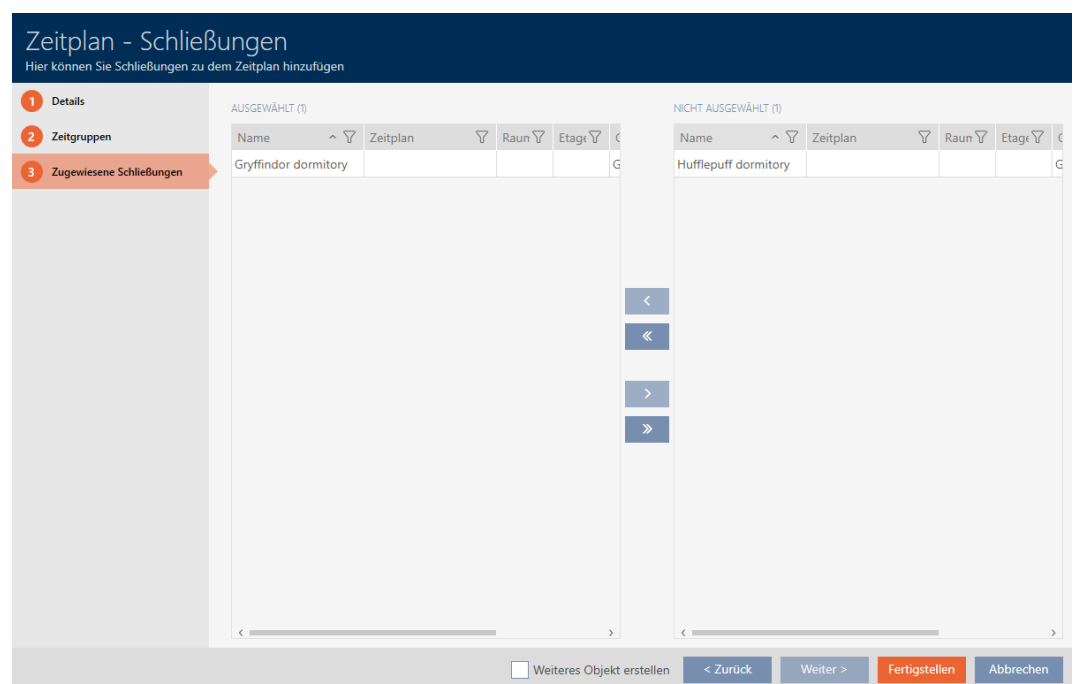 Zeitplan - Schließungen
Hier können Sie Schließungen zu dem Zeitplan hinzufügen
1 Details
2 Zeitgruppen
3 Zugewiesene Schließungen
AUSGEWÄHLT (1)
Name Zeitplan Raum Etage
Gryffindor dormitory G
NICHT AUSGEWÄHLT (1)
Name Zeitplan Raum Etage
Hufflepuff dormitory G
Weiteres Objekt erstellen
< Zurück
Weiter >
Fertigstellen
Abbrechen